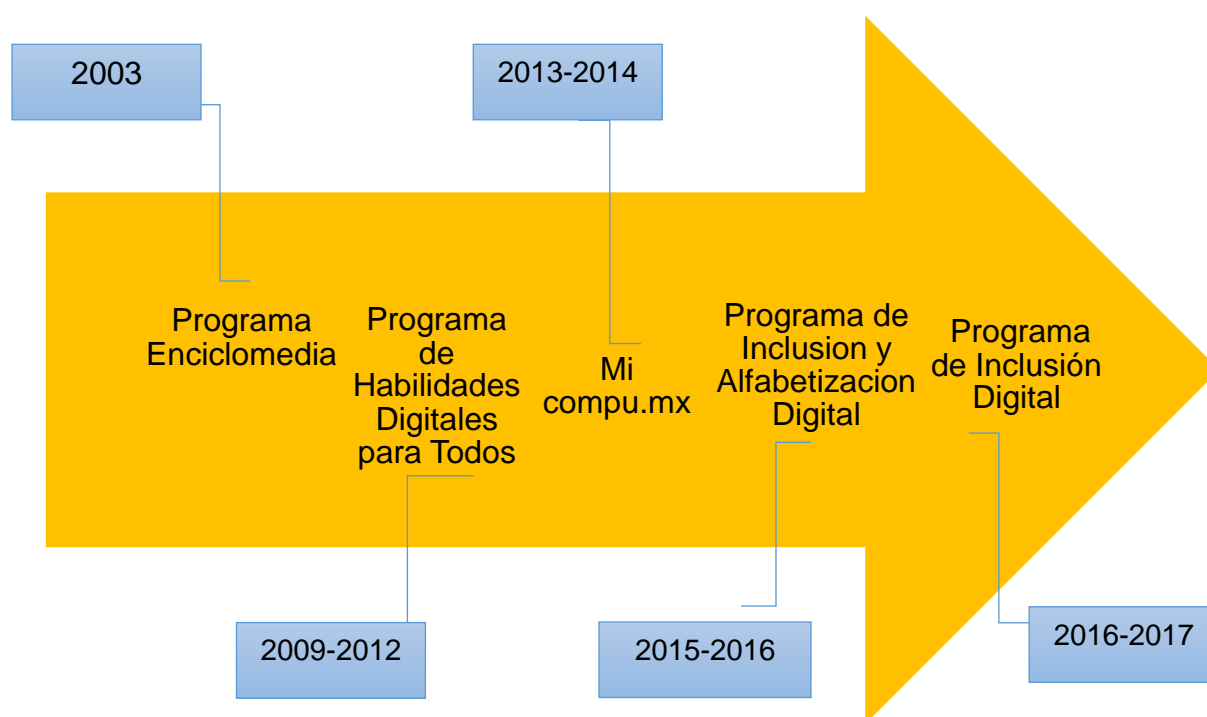 2003
2013-2014
Programa
Enciclomedia
Programa
de
Habilidades
Digitales
para Todos
Mi
compu.mx
Programa de
Inclusion y
Alfabetizacion
Digital
Programa
de Inclusión
Digital
2009-2012
2015-2016
2016-2017